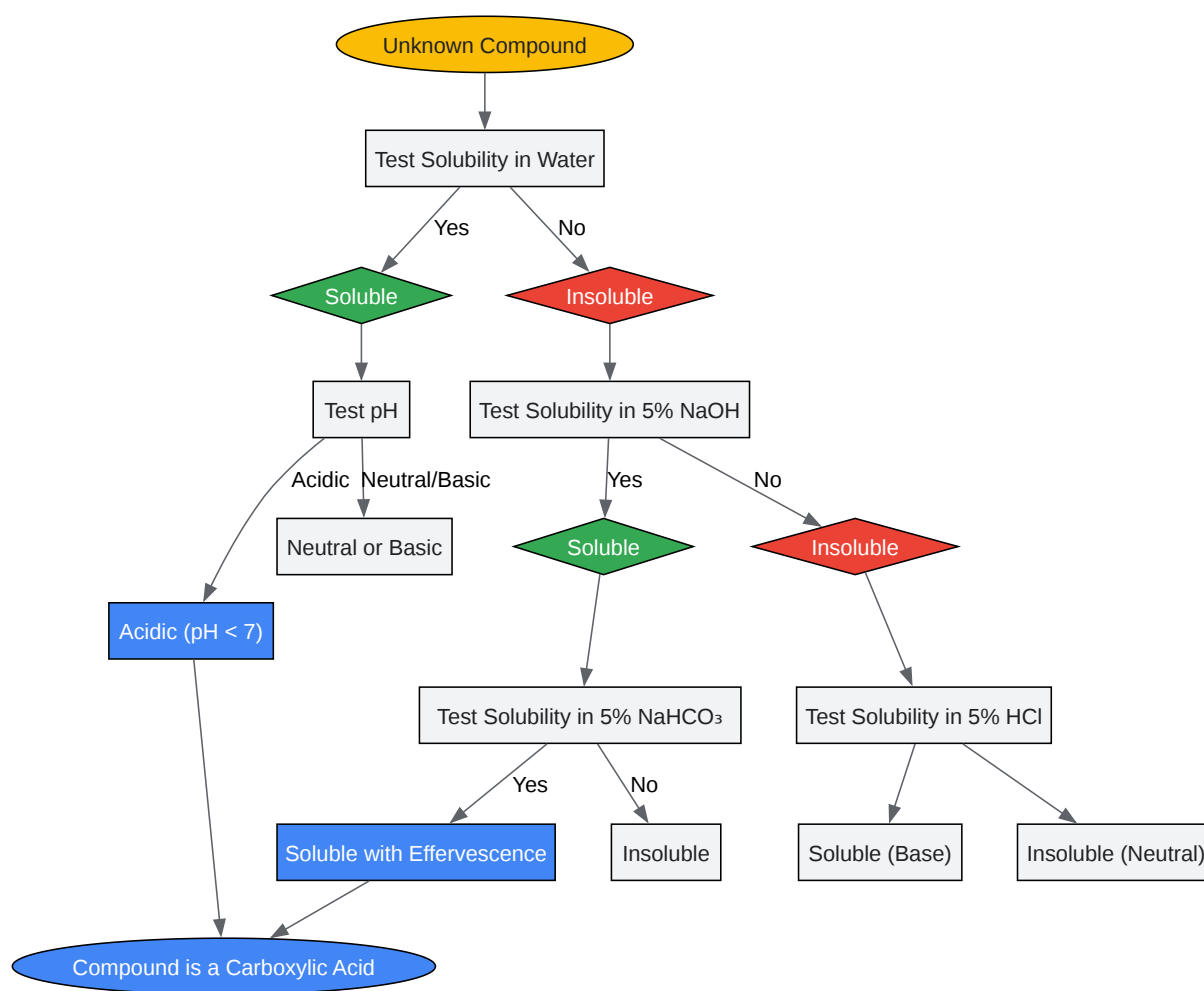 Unknown Compound
Test Solubility in Water
Yes
No
Soluble
Insoluble
Test pH
Test Solubility in 5% NaOH
Acidic
Neutral/Basic
Yes
No
Neutral or Basic
Soluble
Insoluble
Acidic (pH < 7)
Test Solubility in 5% NaHCO₃
Test Solubility in 5% HCl
Yes
No
Soluble with Effervescence
Insoluble
Soluble (Base)
Insoluble (Neutral)
Compound is a Carboxylic Acid